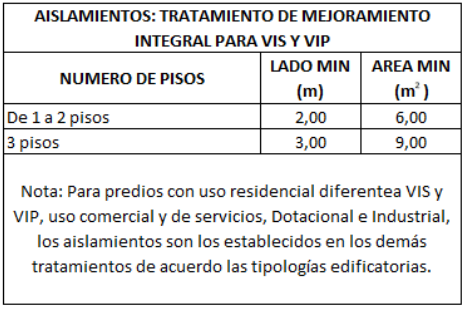 AISLAMIENTOS: TRATAMIENTO DE MEJORAMIENTO
INTEGRAL PARA VIS Y VIP
NUMERO DE PISOS LADO MIN (m) AREA MIN (m²)
De 1 a 2 pisos 2,00 6,00
3 pisos 3,00 9,00
Nota: Para predios con uso residencial diferentea VIS y
VIP, uso comercial y de servicios, Dotacional e Industrial,
los aislamientos son los establecidos en los demás
tratamientos de acuerdo las tipologías edificatorias.